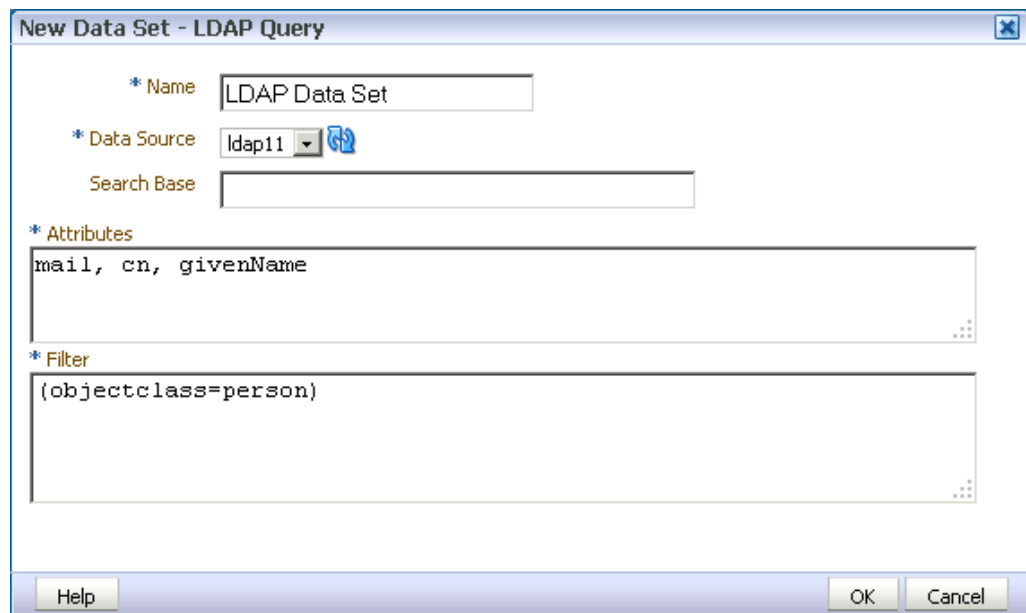 New Data Set - LDAP Query
* Name LDAP Data Set
* Data Source ldap11
Search Base
* Attributes
mail, cn, givenName
* Filter
(objectclass=person)
Help OK Cancel